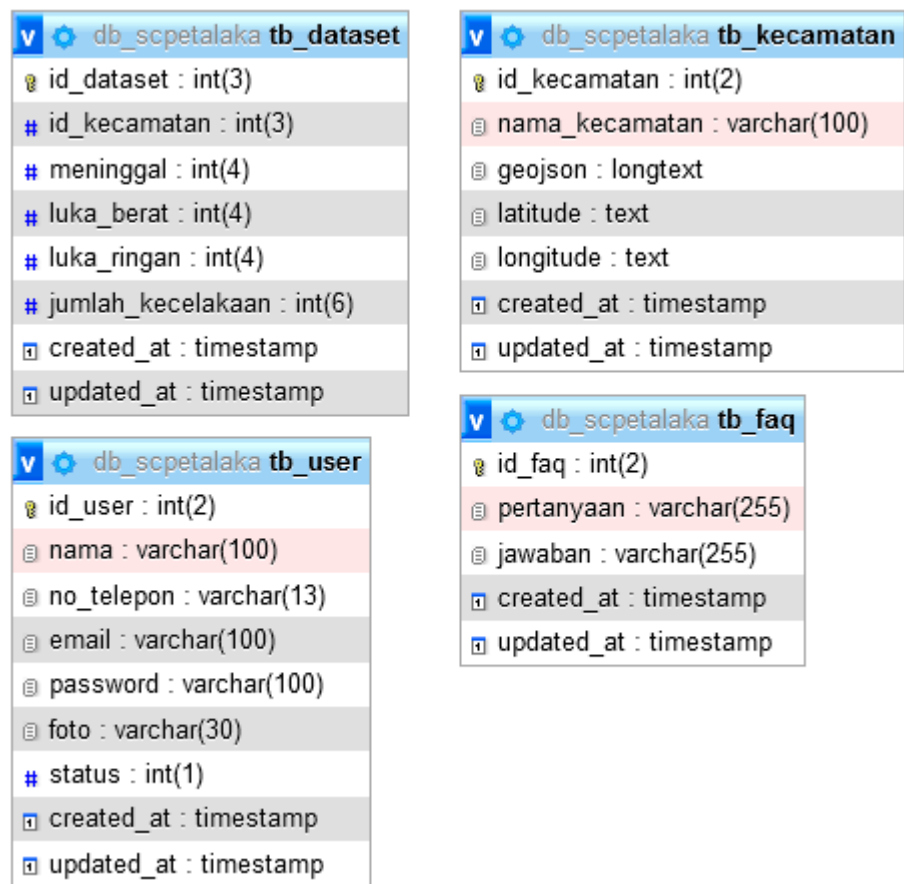 v db_scpetalaka tb_dataset
id_dataset : int(3)
# id_kecamatan : int(3)
# meninggal : int(4)
# luka_berat : int(4)
# luka_ringan : int(4)
# jumlah_kecelakaan : int(6)
created_at : timestamp
updated_at : timestamp
v db_scpetalaka tb_kecamatan
id_kecamatan : int(2)
nama_kecamatan : varchar(100)
geojson : longtext
latitude : text
longitude : text
created_at : timestamp
updated_at : timestamp
v db_scpetalaka tb_user
id_user : int(2)
nama : varchar(100)
no_telepon : varchar(13)
email : varchar(100)
password : varchar(100)
foto : varchar(30)
# status : int(1)
created_at : timestamp
updated_at : timestamp
v db_scpetalaka tb_faq
id_faq : int(2)
pertanyaan : varchar(255)
jawaban : varchar(255)
created_at : timestamp
updated_at : timestamp